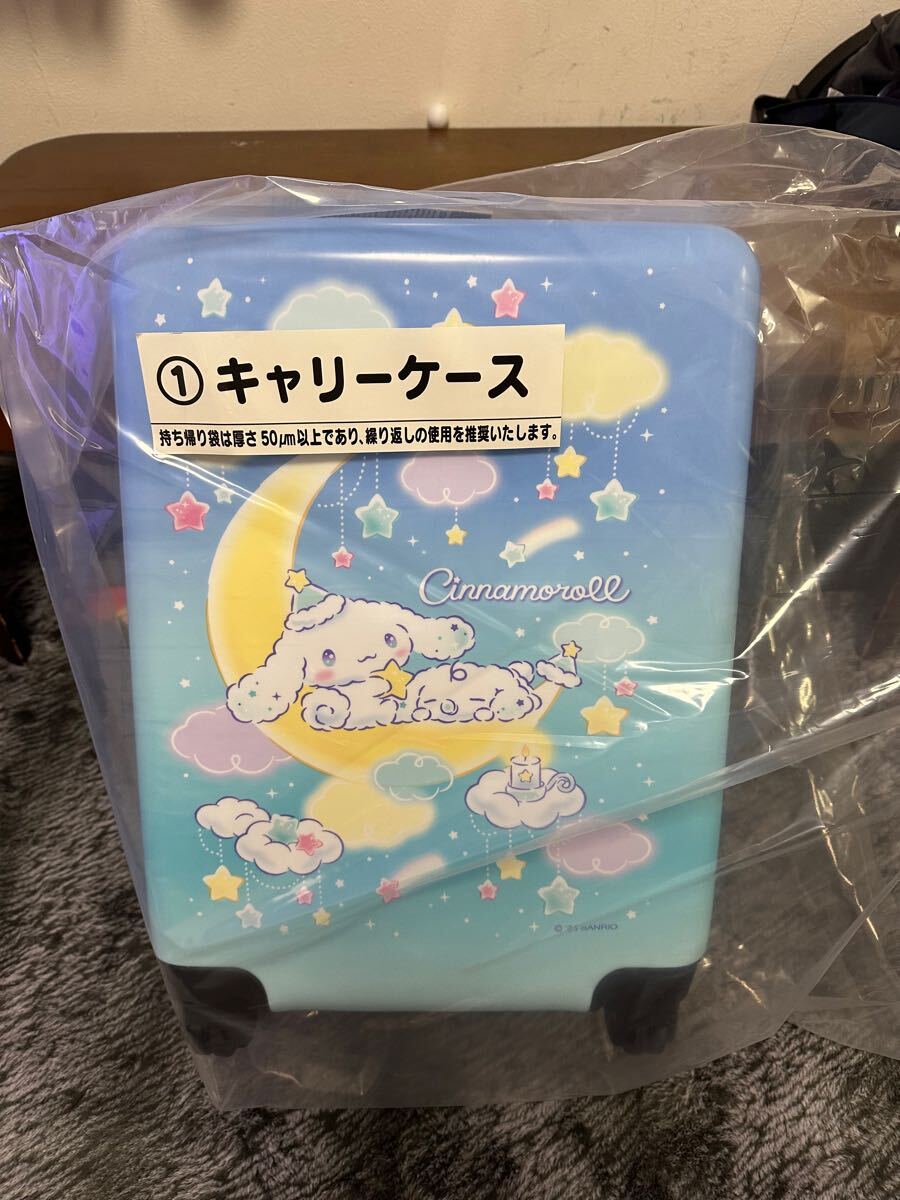 ①キャリーケース
持ち帰り袋は厚さ50μm以上であり、繰り返しの使用を推奨いたします。
Cinnamoroll
© '25 SANRIO